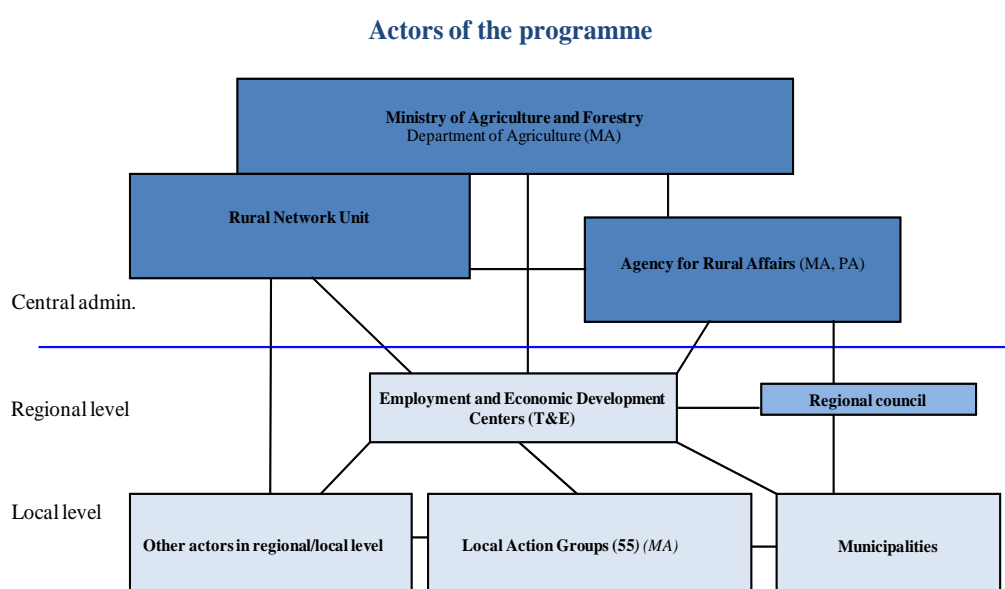 Actors of the programme
Ministry of Agriculture and Forestry
Department of Agriculture (MA)
Rural Network Unit
Agency for Rural Affairs (MA, PA)
Central admin.
Employment and Economic Development
Centers (T&E)
Regional level
Regional council
Local level
Other actors in regional/local level
Local Action Groups (55) (MA)
Municipalities